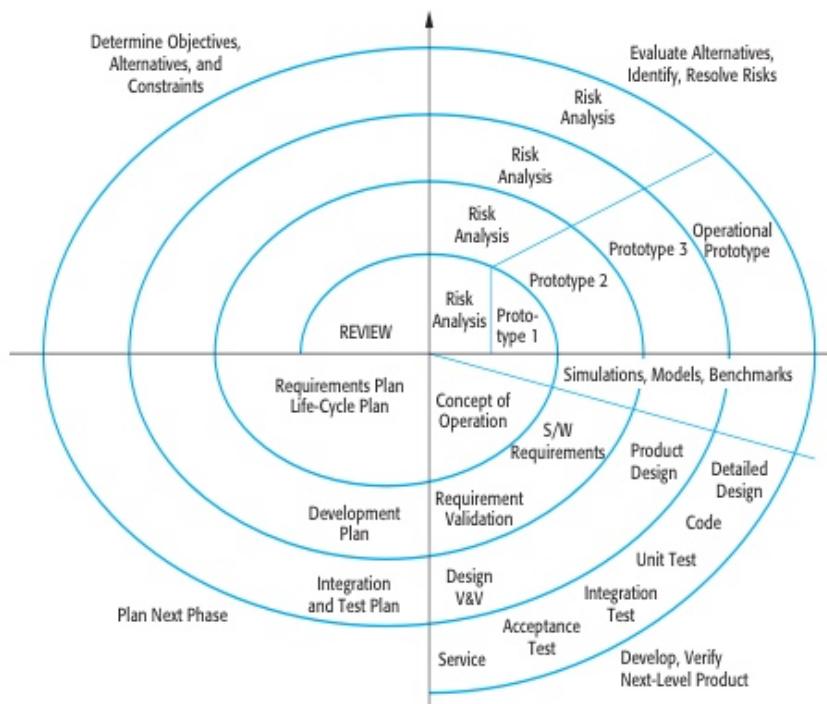 Determine Objectives,
Alternatives, and
Constraints
Evaluate Alternatives,
Identify, Resolve Risks
Risk
Analysis
Risk
Analysis
Risk
Analysis
Operational
Prototype
Prototype 3
Prototype 2
Risk
Analysis
Proto-
type 1
REVIEW
Simulations, Models, Benchmarks
Requirements Plan
Life-Cycle Plan
Concept of
Operation
S/W
Requirements
Product
Design
Detailed
Design
Development
Plan
Requirement
Validation
Code
Unit Test
Integration
and Test Plan
Design
V&V
Integration
Test
Plan Next Phase
Acceptance
Test
Service
Develop, Verify
Next-Level Product